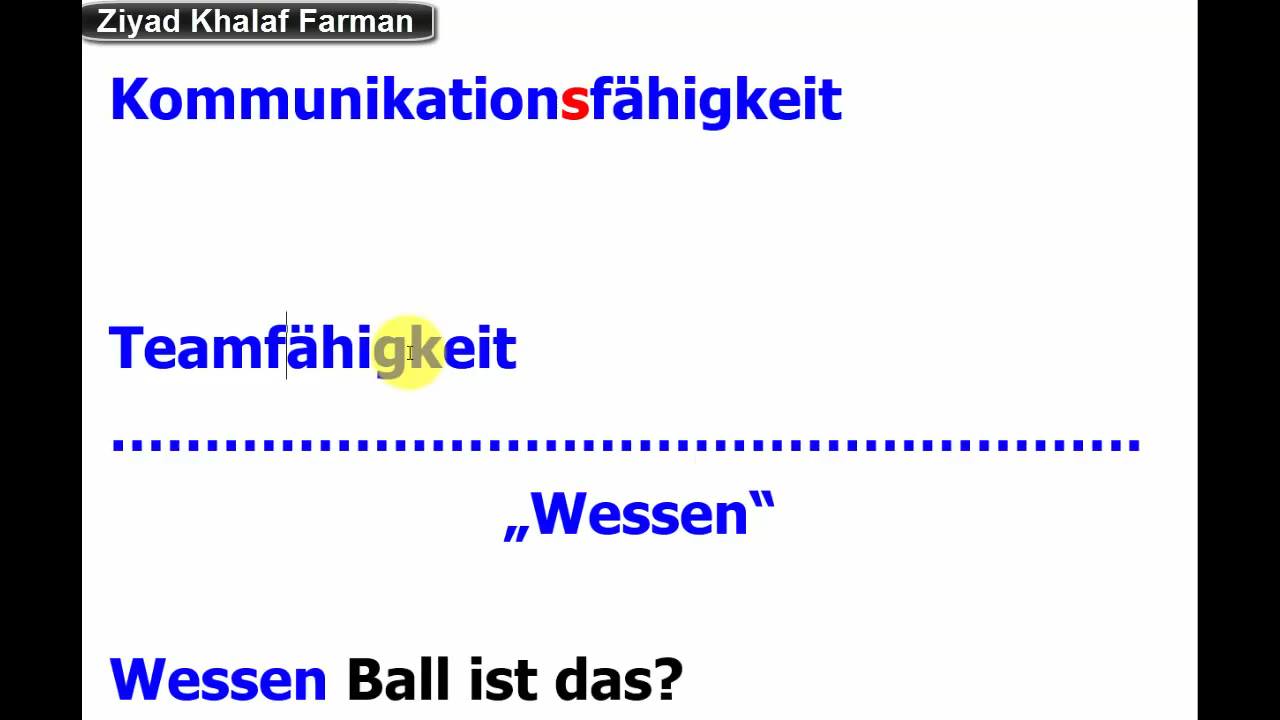 Ziyad Khalaf Farman
Kommunikationsfähigkeit
Teamfähigkeit
.......................................................
„Wessen“
Wessen Ball ist das?